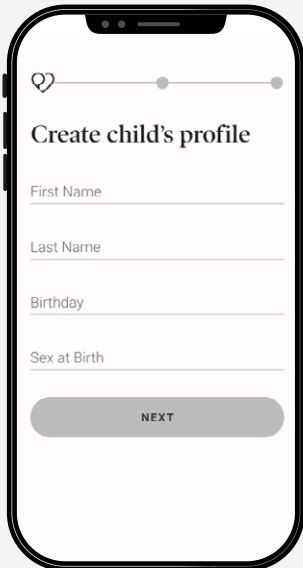 Create child’s profile
First Name
Last Name
Birthday
Sex at Birth
NEXT